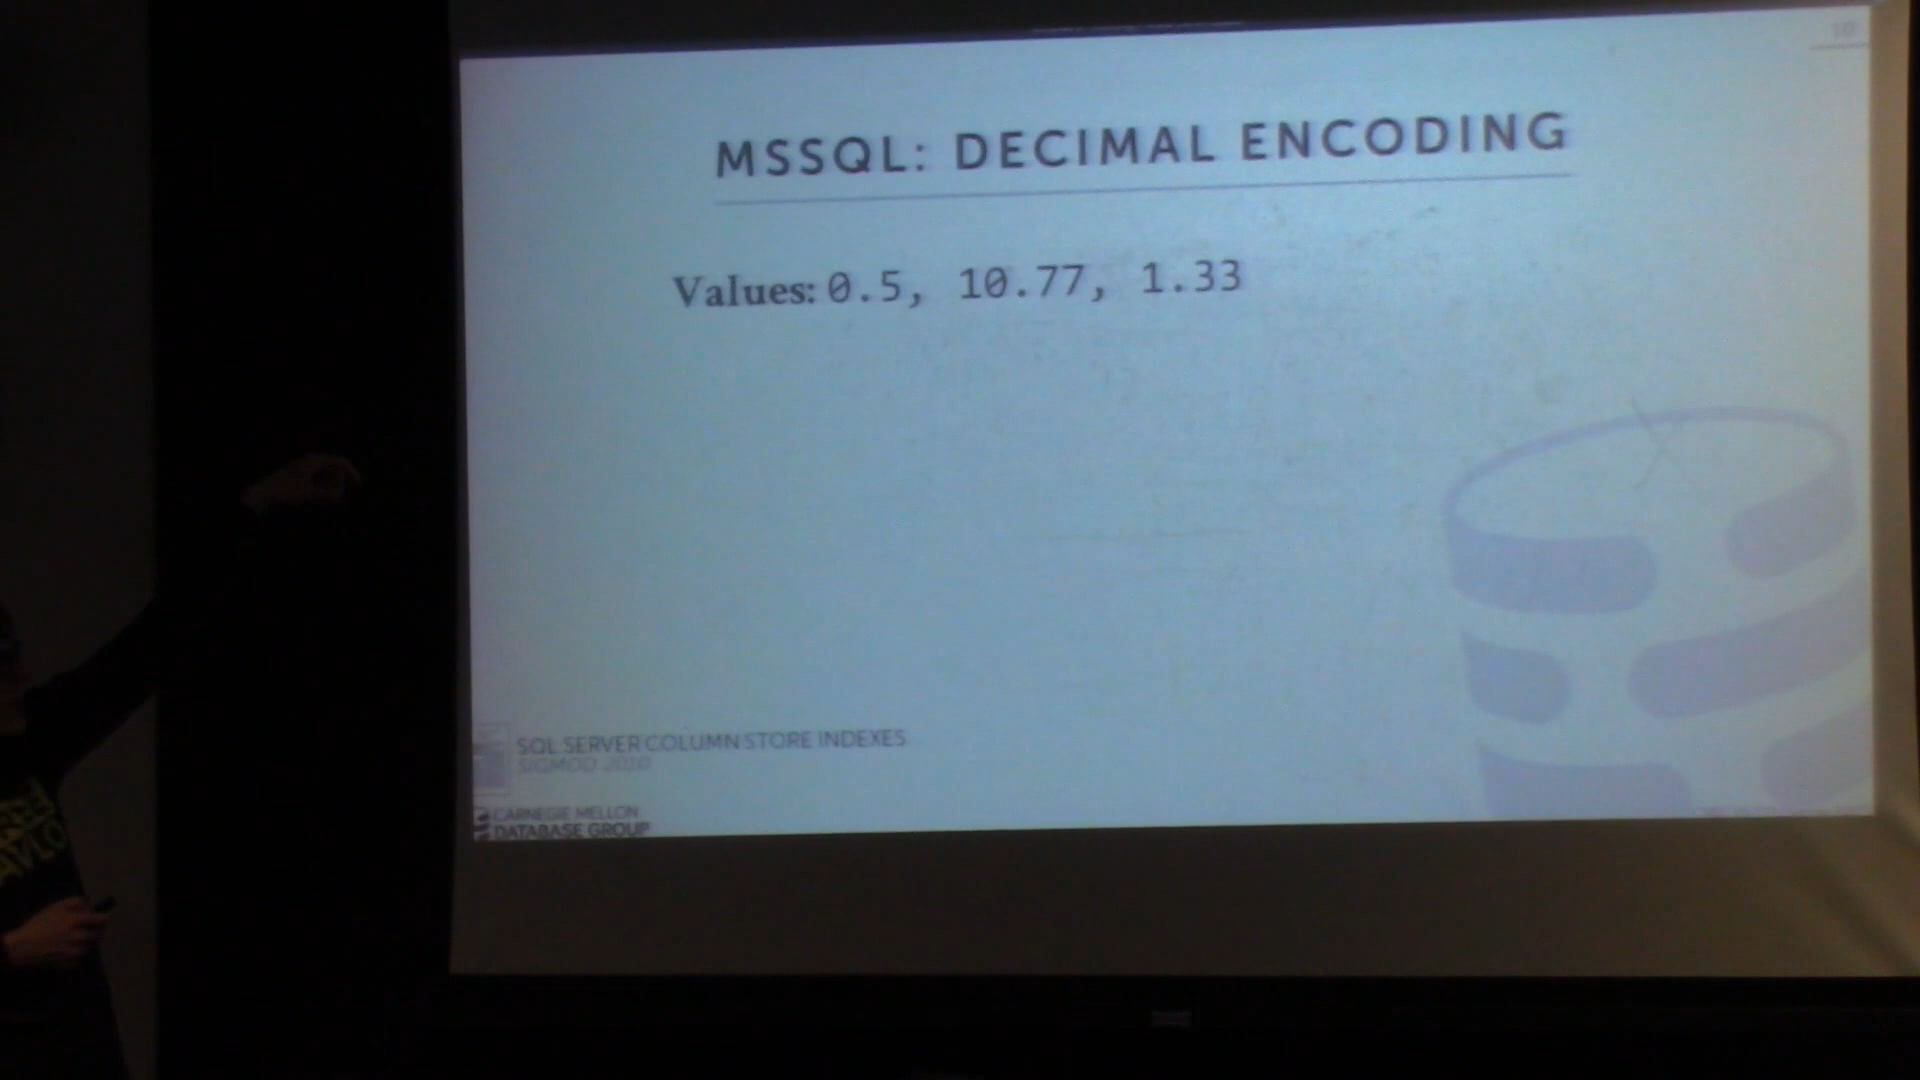 MSSQL: DECIMAL ENCODING
Values: 0.5, 10.77, 1.33
SQL SERVER COLUMN STORE INDEXES
SIGMOD 2010
CARNEGIE MELLON
DATABASE GROUP